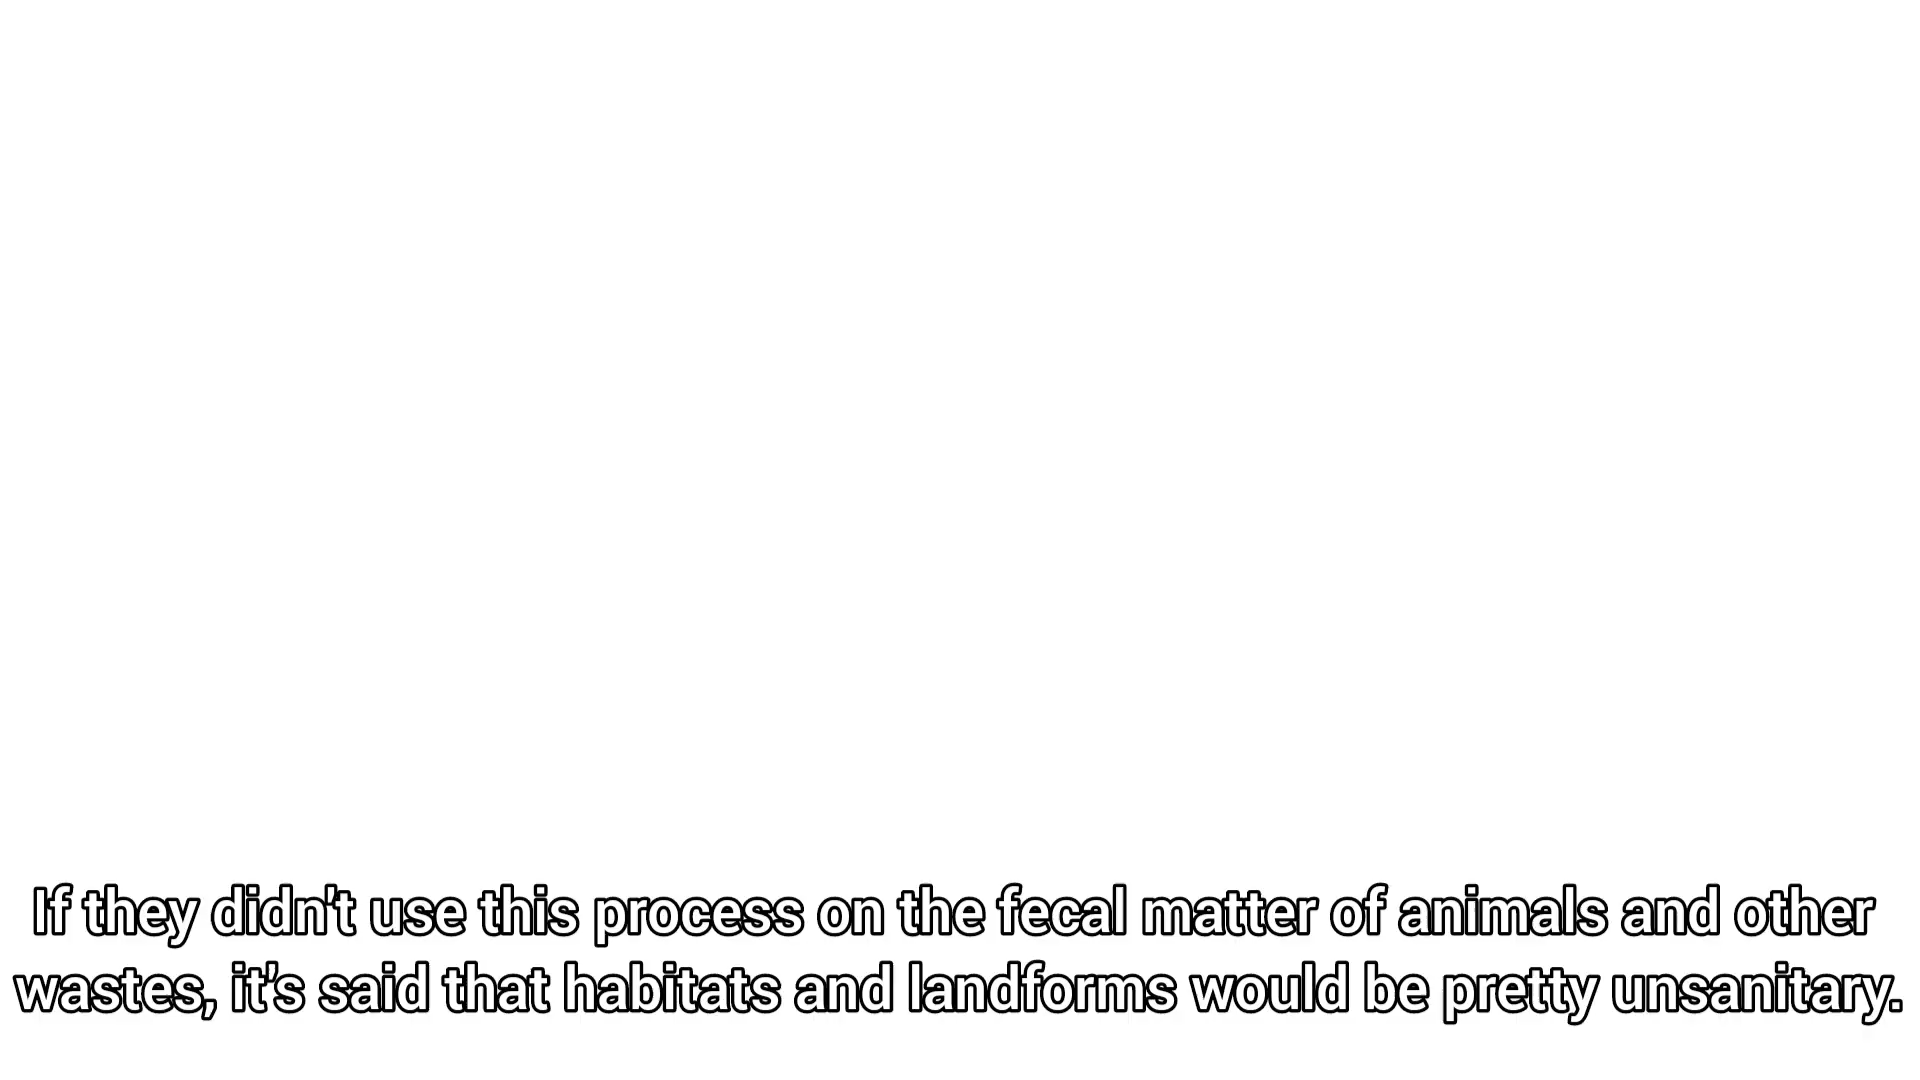 If they didn't use this process on the fecal matter of animals and other
wastes, it's said that habitats and landforms would be pretty unsanitary.